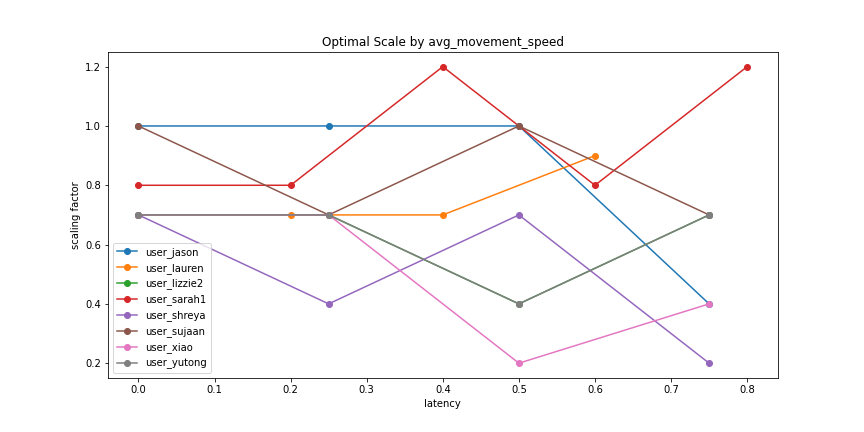 Optimal Scale by avg_movement_speed
1.2
1.0
0.8
0.6
0.4
0.2
scaling factor
user_jason
user_lauren
user_lizzie2
user_sarah1
user_shreya
user_sujaan
user_xiao
user_yutong
0.0 0.1 0.2 0.3 0.4 0.5 0.6 0.7 0.8
latency